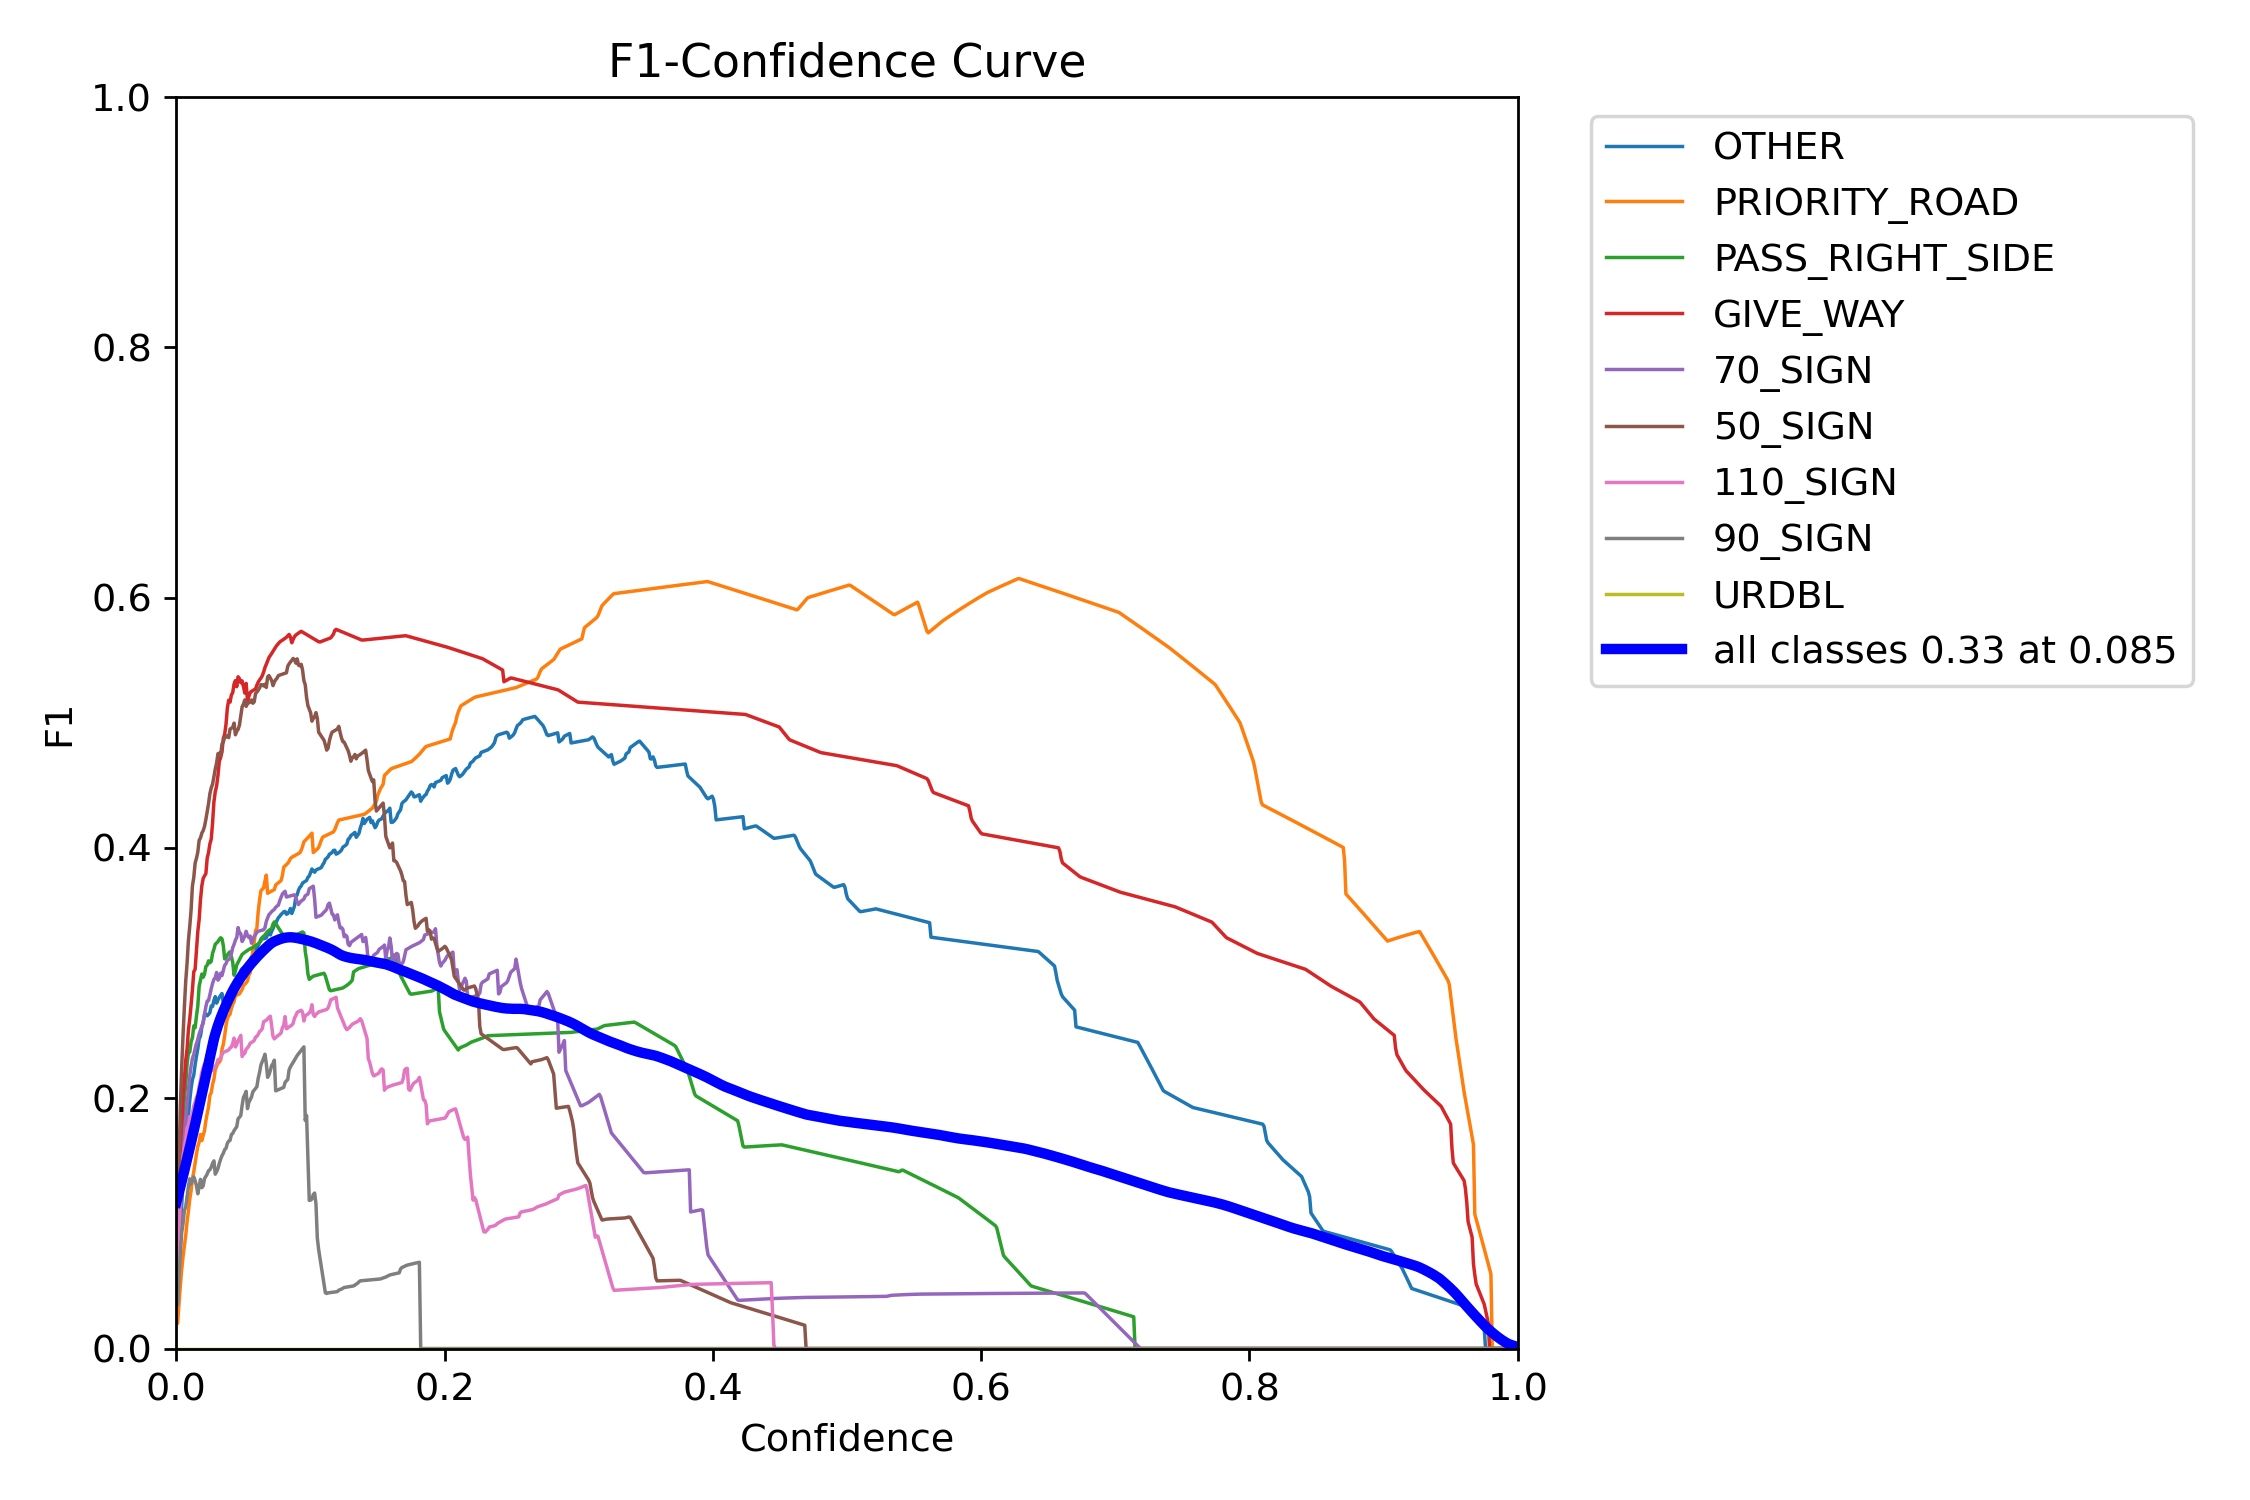 F1-Confidence Curve
1.0
0.8
0.6
0.4
0.2
0.0
F1
0.0 0.2 0.4 0.6 0.8 1.0
Confidence
OTHER
PRIORITY_ROAD
PASS_RIGHT_SIDE
GIVE_WAY
70_SIGN
50_SIGN
110_SIGN
90_SIGN
URDBL
all classes 0.33 at 0.085